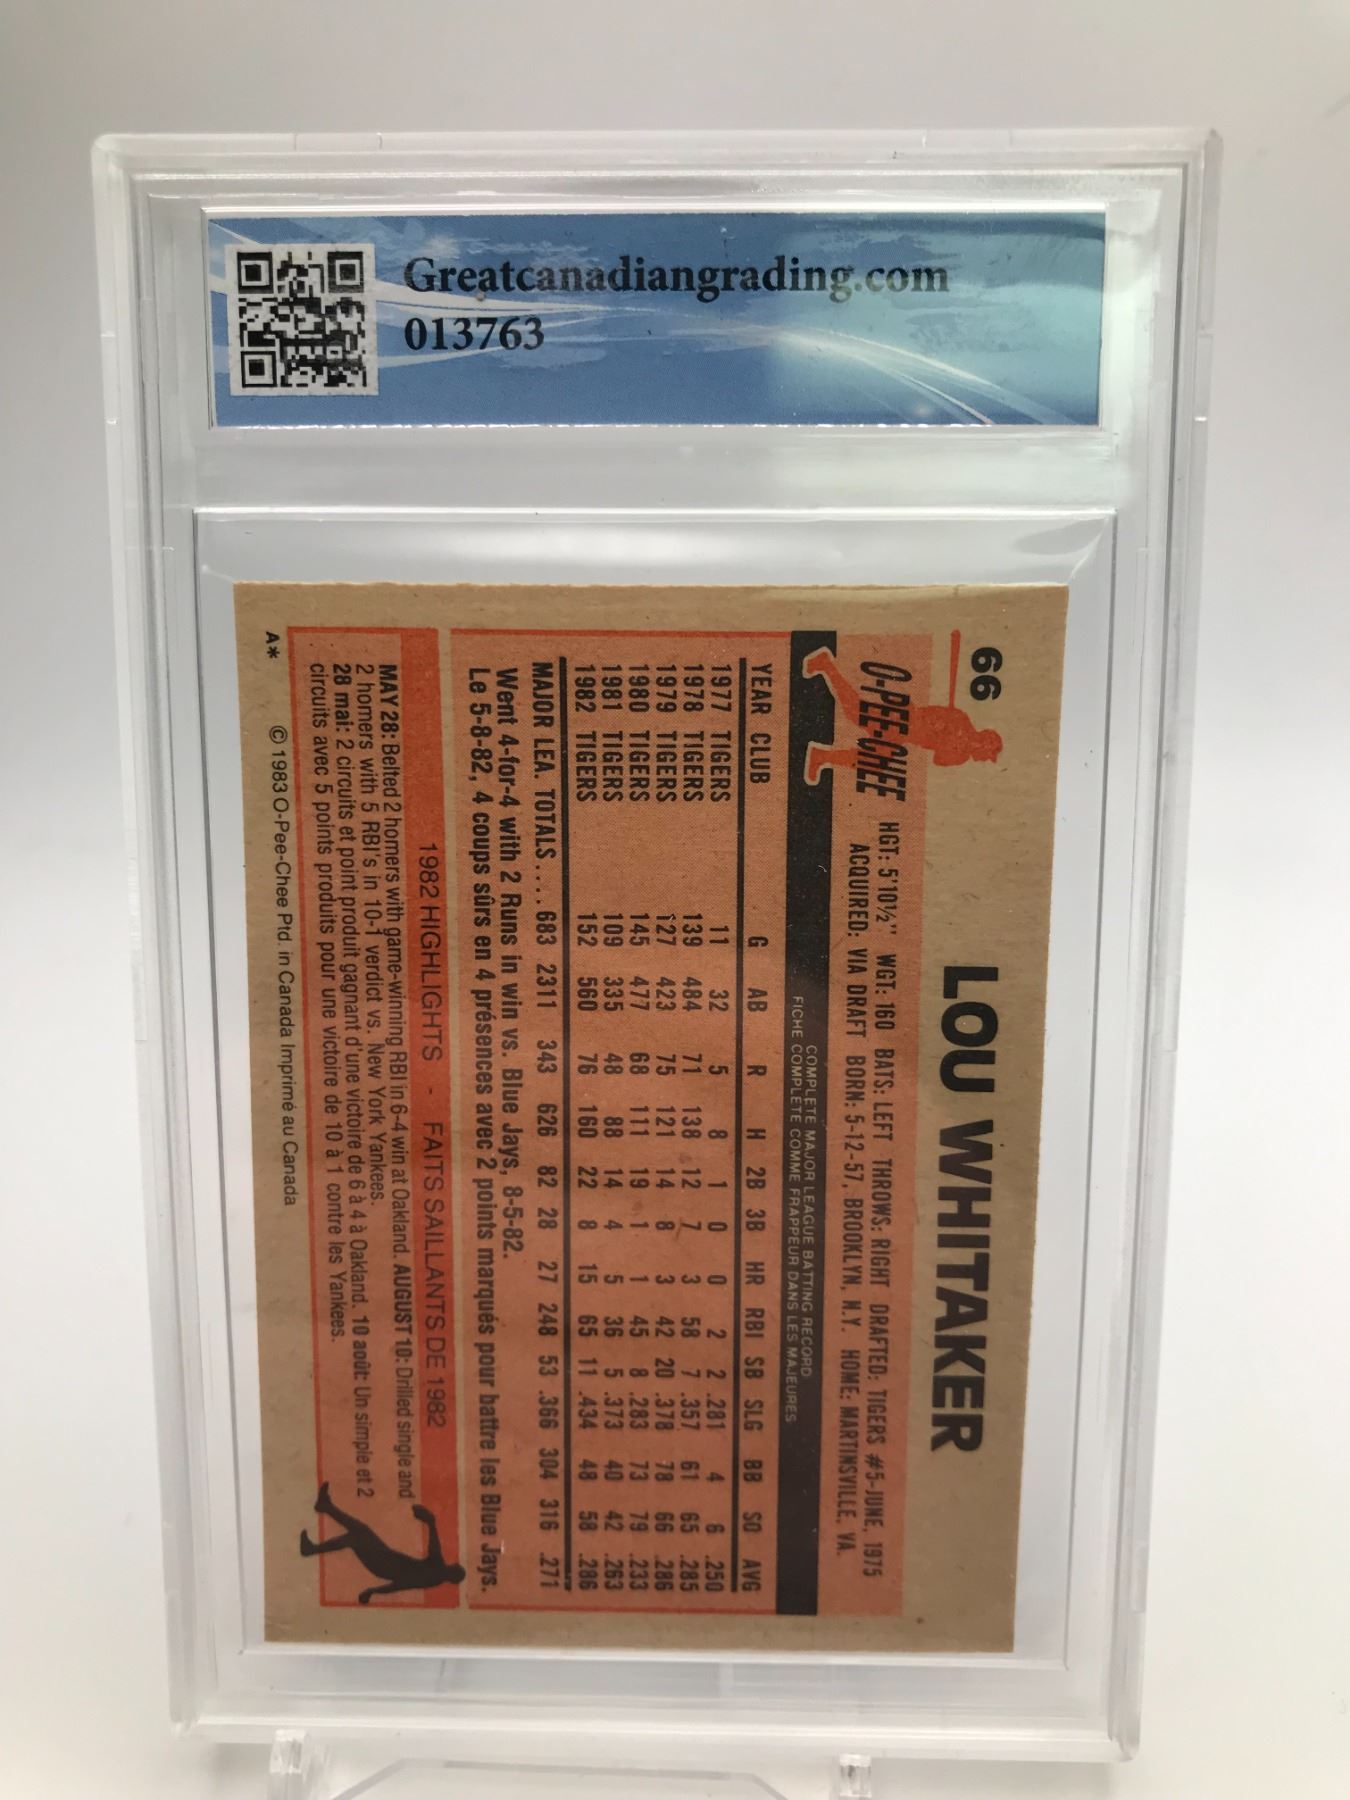 Greatcanadiangrading.com
013763
66
LOU WHITAKER
O-PEE-CHEE
HGT: 5'10½" WGT: 160 BATS: LEFT THROWS: RIGHT DRAFTED: TIGERS #5-JUNE, 1975
ACQUIRED: VIA DRAFT BORN: 5-12-57, BROOKLYN, N.Y. HOME: MARTINSVILLE, VA.
COMPLETE MAJOR LEAGUE BATTING RECORD
FICHE COMPLETE COMME FRAPPEUR DANS LES MAJEURES
YEAR CLUB G AB R H 2B 3B HR RBI SB SLG BB SO AVG
1977 TIGERS 11 32 5 8 1 0 0 2 2 .281 4 6 .250
1978 TIGERS 139 484 71 138 12 7 3 58 7 .357 61 65 .285
1979 TIGERS 127 423 75 121 14 8 3 42 20 .378 78 66 .286
1980 TIGERS 145 477 68 111 19 1 1 45 8 .283 73 79 .233
1981 TIGERS 109 335 48 88 14 4 5 36 5 .373 40 42 .263
1982 TIGERS 152 560 76 160 22 8 15 65 11 .434 48 58 .286
MAJOR LEA. TOTALS.... 683 2311 343 626 82 28 27 248 53 .366 304 316 .271
Went 4-for-4 with 2 Runs in win vs. Blue Jays, 8-5-82.
Le 5-8-82, 4 coups sûrs en 4 présences avec 2 points marqués pour battre les Blue Jays.
1982 HIGHLIGHTS - FAITS SAILLANTS DE 1982
MAY 28: Belted 2 homers with game-winning RBI in 6-4 win at Oakland. AUGUST 10: Drilled single and
2 homers with 5 RBI's in 10-1 verdict vs. New York Yankees.
28 mai: 2 circuits et point produit gagnant d'une victoire de 6 à 4 à Oakland. 10 août: Un simple et 2
circuits avec 5 points produits pour une victoire de 10 à 1 contre les Yankees.
A* © 1983 O-Pee-Chee Ptd. in Canada Imprimé au Canada